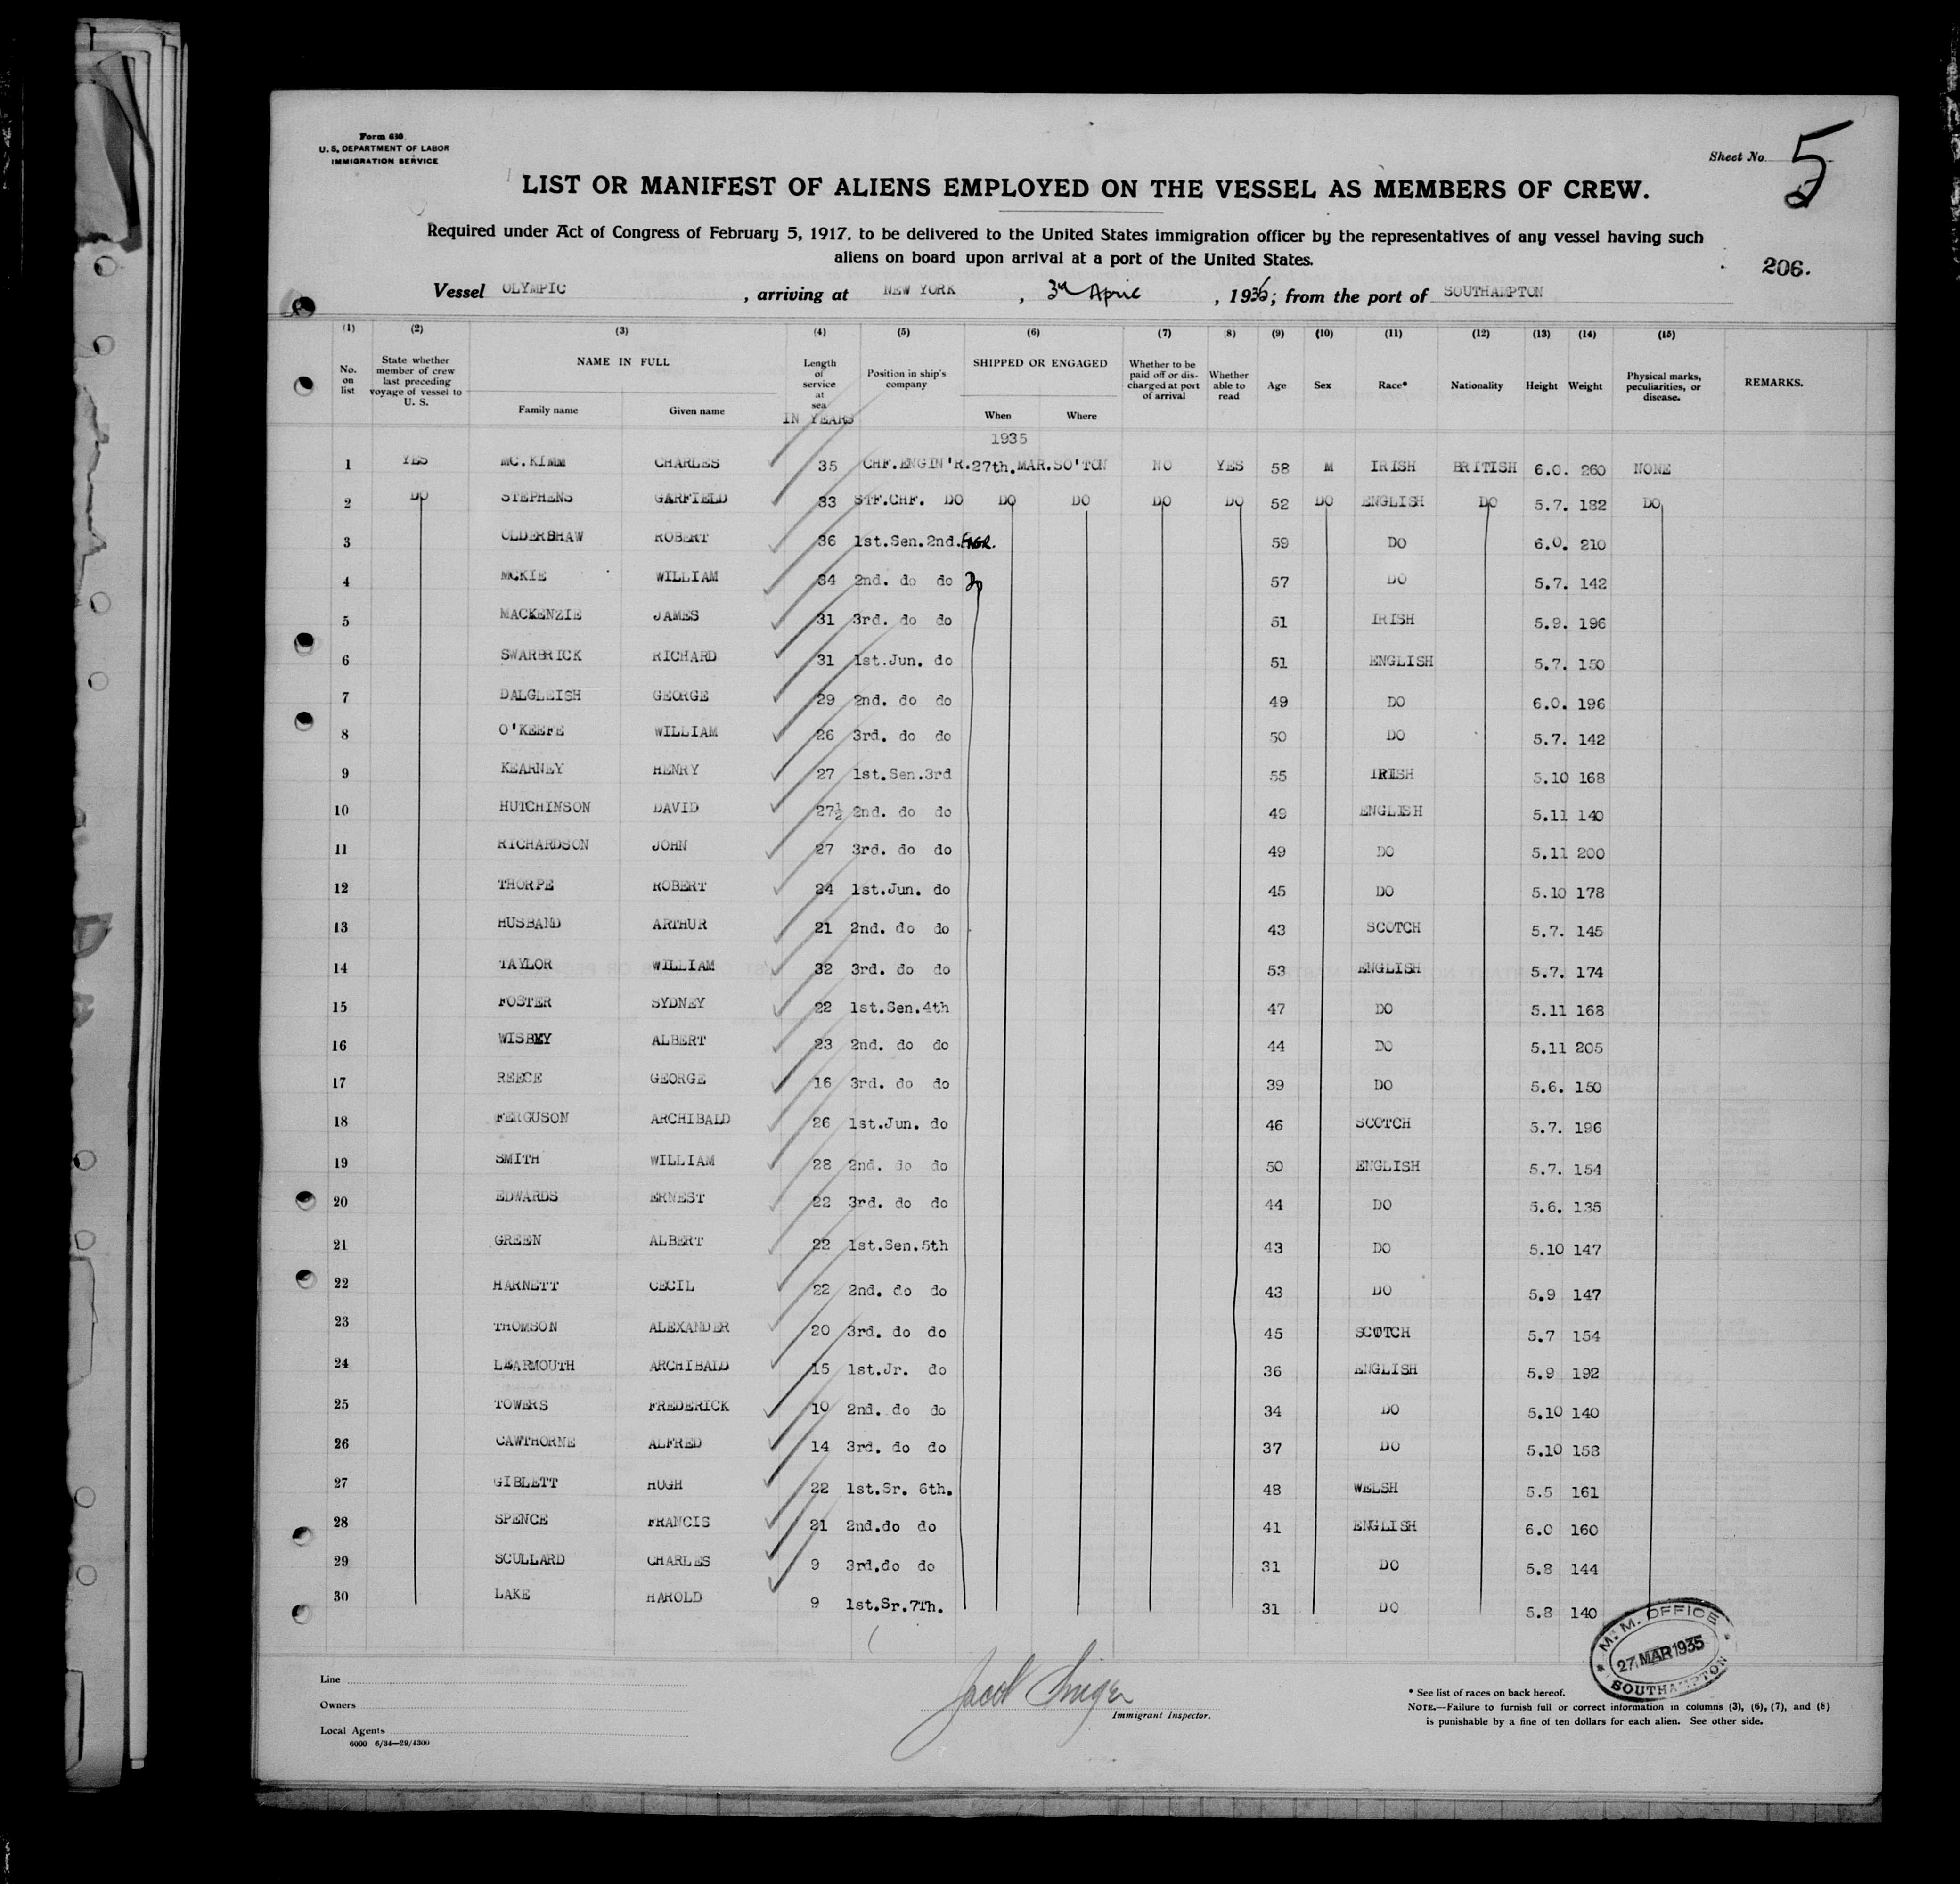 Form 630
U. S. DEPARTMENT OF LABOR
IMMIGRATION SERVICE
Sheet No. 5
LIST OR MANIFEST OF ALIENS EMPLOYED ON THE VESSEL AS MEMBERS OF CREW.
Required under Act of Congress of February 5, 1917, to be delivered to the United States immigration officer by the representatives of any vessel having such
aliens on board upon arrival at a port of the United States.
206.
Vessel OLYMPIC, arriving at NEW YORK, 3rd April, 1935; from the port of SOUTHAMPTON
(1) (2) (3) (4) (5) (6) (7) (8) (9) (10) (11) (12) (13) (14) (15)
No. on list State whether member of crew last preceding voyage of vessel to U. S. NAME IN FULL Family name Given name Length of service at sea IN YEARS Position in ship's company SHIPPED OR ENGAGED When Where Whether to be paid off or discharged at port of arrival Whether able to read Age Sex Race* Nationality Height Weight Physical marks, peculiarities, or disease. REMARKS.
1935
1 YES MC.KIMM CHARLES 35 CHF.ENGIN'R. 27th.MAR. SO'TON NO YES 58 M IRISH BRITISH 6.0. 260 NONE
2 DO STEPHENS GARFIELD 33 STF.CHF. DO DO DO DO DO 52 DO ENGLISH DO 5.7. 182 DO
3 OLDERSHAW ROBERT 36 1st.Sen.2nd.ENGR. 59 DO 6.0. 210
4 MCKIE WILLIAM 34 2nd. do do Do 57 DO 5.7. 142
5 MACKENZIE JAMES 31 3rd. do do 51 IRISH 5.9. 196
6 SWARBRICK RICHARD 31 1st.Jun. do 51 ENGLISH 5.7. 150
7 DALGLEISH GEORGE 29 2nd. do do 49 DO 6.0. 196
8 O'KEEFE WILLIAM 26 3rd. do do 50 DO 5.7. 142
9 KEARNEY HENRY 27 1st.Sen.3rd 55 IRISH 5.10 168
10 HUTCHINSON DAVID 27½ 2nd. do do 49 ENGLISH 5.11 140
11 RICHARDSON JOHN 27 3rd. do do 49 DO 5.11 200
12 THORPE ROBERT 24 1st.Jun. do 45 DO 5.10 178
13 HUSBAND ARTHUR 21 2nd. do do 43 SCOTCH 5.7. 145
14 TAYLOR WILLIAM 32 3rd. do do 53 ENGLISH 5.7. 174
15 FOSTER SYDNEY 22 1st.Sen.4th 47 DO 5.11 168
16 ALBERT 23 2nd. do do 44 DO 5.11 205
17 REECE GEORGE 16 3rd. do do 39 DO 5.6. 150
18 FERGUSON ARCHIBALD 26 1st.Jun. do 46 SCOTCH 5.7. 196
19 SMITH WILLIAM 28 2nd. do do 50 ENGLISH 5.7. 154
20 EDWARDS ERNEST 22 3rd. do do 44 DO 5.6. 135
21 GREEN ALBERT 22 1st.Sen.5th 43 DO 5.10 147
22 HARNETT CECIL 22 2nd. do do 43 DO 5.9 147
23 THOMSON ALEXANDER 20 3rd. do do 45 SCOTCH 5.7 154
24 LEARMOUTH ARCHIBALD 15 1st.Jr. do 36 ENGLISH 5.9 192
25 TOWERS FREDERICK 10 2nd. do do 34 DO 5.10 140
26 CAWTHORNE ALFRED 14 3rd. do do 37 DO 5.10 153
27 GIBLETT HUGH 22 1st.Sr. 6th. 48 WELSH 5.5 161
28 SPENCE FRANCIS 21 2nd.do do 41 ENGLISH 6.0 160
29 SCULLARD CHARLES 9 3rd.do do 31 DO 5.8 144
30 LAKE HAROLD 9 1st.Sr.7Th. 31 DO 5.8 140
M. M. OFFICE
27 MAR 1935
SOUTHAMPTON
Line
Owners
Local Agents
6000 6/34—29/4300
Jacob
Immigrant Inspector.
* See list of races on back hereof.
NOTE.—Failure to furnish full or correct information in columns (3), (6), (7), and (8)
is punishable by a fine of ten dollars for each alien. See other side.